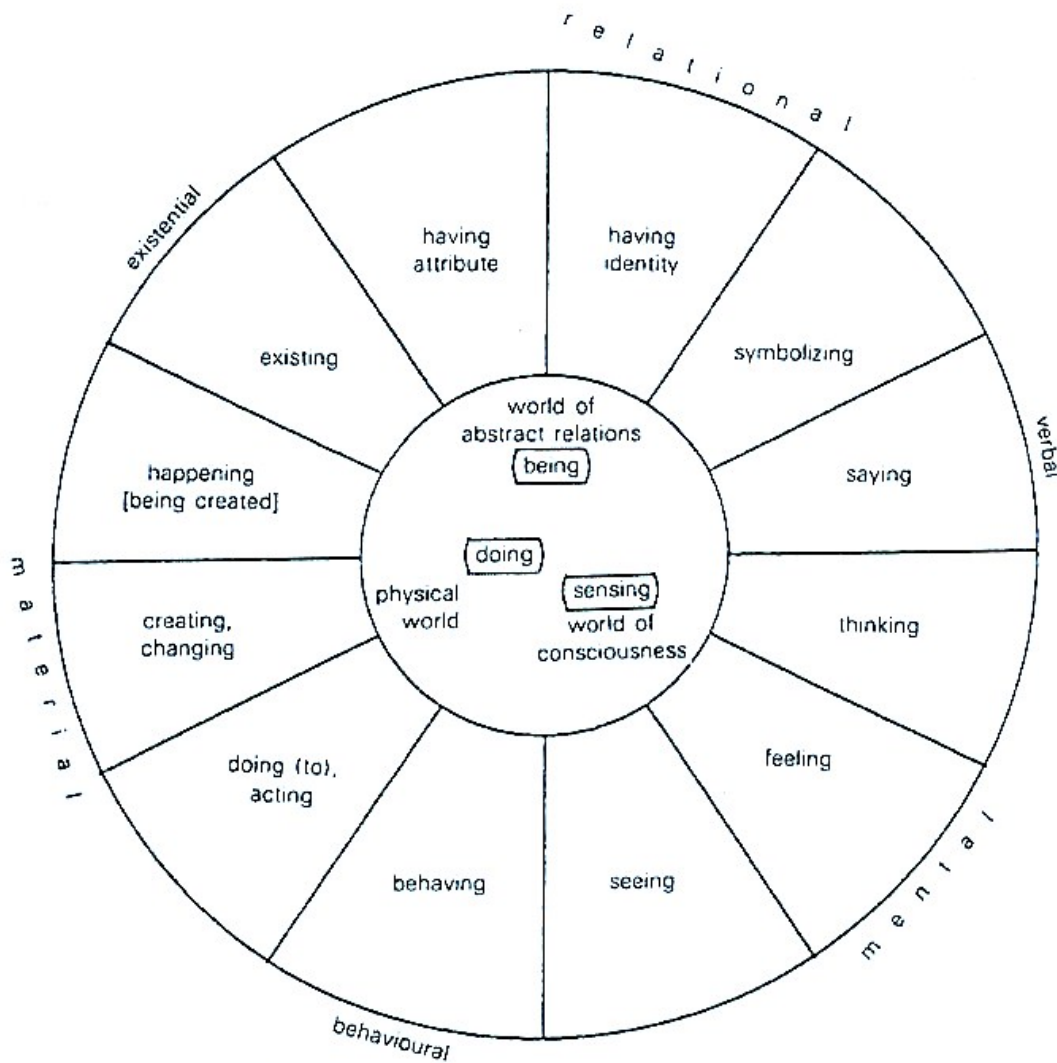 relational
existential
having
attribute
having
identity
existing
symbolizing
world of
abstract relations
being
verbal
happening
[being created]
saying
doing
material
physical
world
sensing
world of
consciousness
creating,
changing
thinking
doing (to),
acting
feeling
behaving
seeing
mental
behavioural